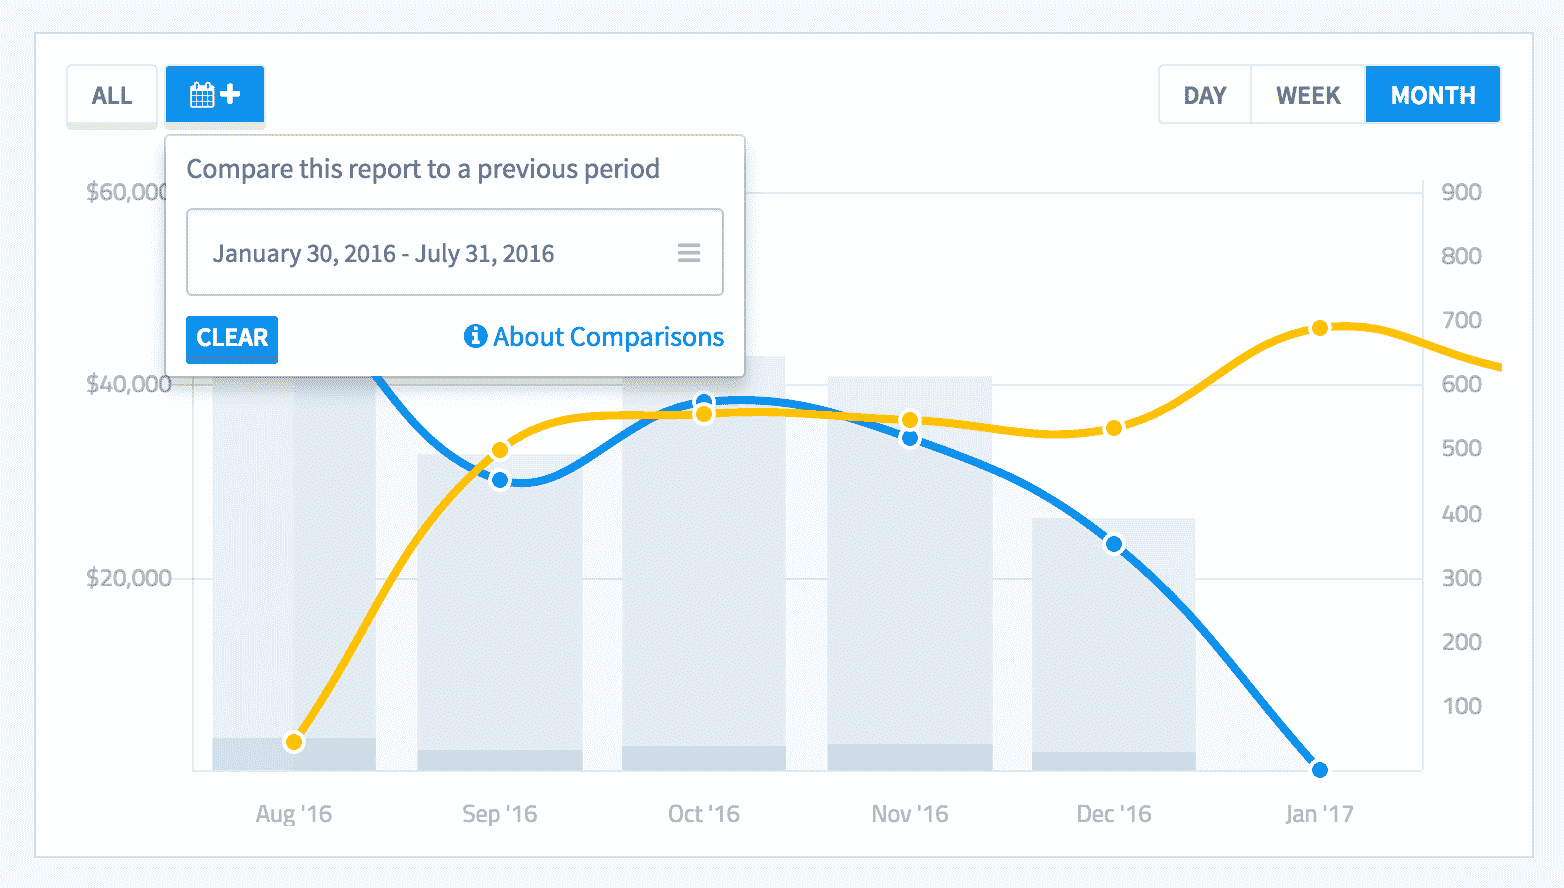 ALL
DAY WEEK MONTH
Compare this report to a previous period
January 30, 2016 - July 31, 2016
CLEAR About Comparisons
$60,000
$40,000
$20,000
900
800
700
600
500
400
300
200
100
Aug '16 Sep '16 Oct '16 Nov '16 Dec '16 Jan '17